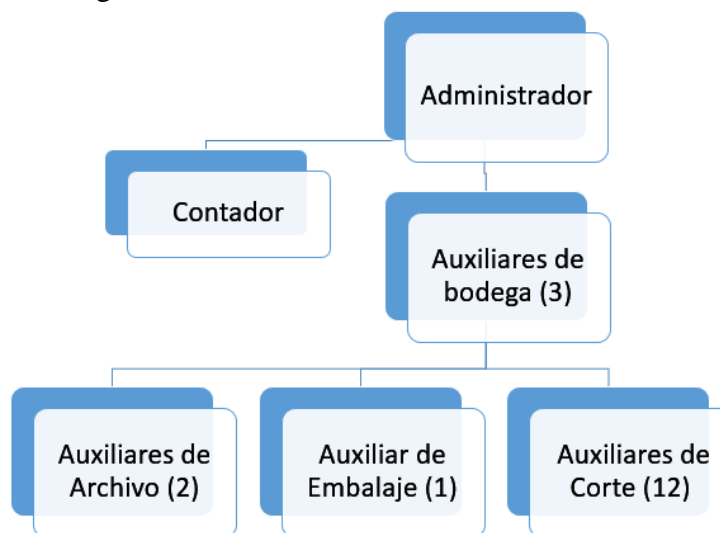 Administrador
Contador
Auxiliares de
bodega (3)
Auxiliares de
Archivo (2)
Auxiliar de
Embalaje (1)
Auxiliares de
Corte (12)